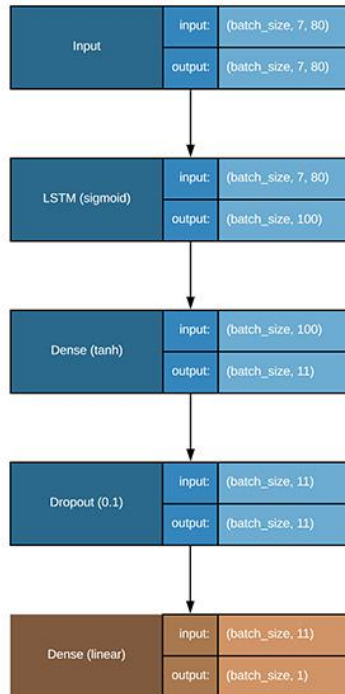 Input
input: (batch_size, 7, 80)
output: (batch_size, 7, 80)
LSTM (sigmoid)
input: (batch_size, 7, 80)
output: (batch_size, 100)
Dense (tanh)
input: (batch_size, 100)
output: (batch_size, 11)
Dropout (0.1)
input: (batch_size, 11)
output: (batch_size, 11)
Dense (linear)
input: (batch_size, 11)
output: (batch_size, 1)